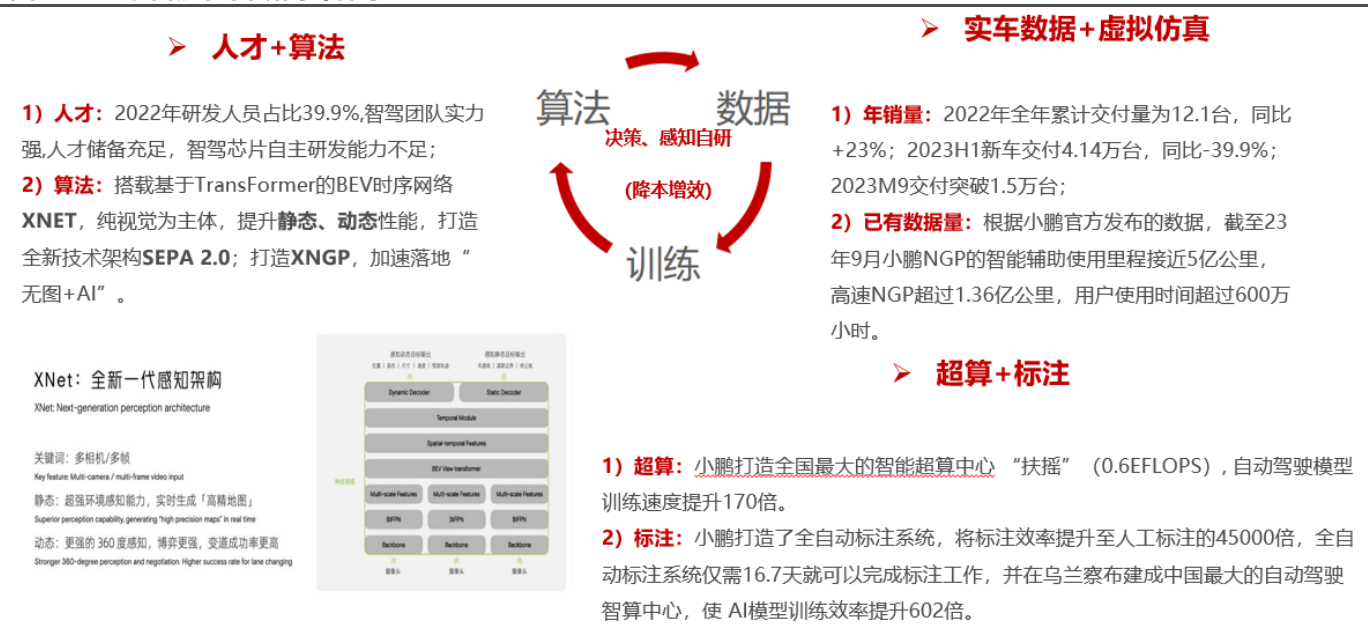 ➢ 人才+算法
1）人才：2022年研发人员占比39.9%,智驾团队实力
强,人才储备充足，智驾芯片自主研发能力不足；
2）算法：搭载基于TransFormer的BEV时序网络
XNET，纯视觉为主体，提升静态、动态性能，打造
全新技术架构SEPA 2.0；打造XNGP，加速落地“
无图+AI”。
算法
数据
决策、感知自研
(降本增效)
训练
➢ 实车数据+虚拟仿真
1）年销量：2022年全年累计交付量为12.1台，同比
+23%；2023H1新车交付4.14万台，同比-39.9%；
2023M9交付突破1.5万台；
2）已有数据量：根据小鹏官方发布的数据，截至23
年9月小鹏NGP的智能辅助使用里程接近5亿公里，
高速NGP超过1.36亿公里，用户使用时间超过600万
小时。
XNet：全新一代感知架构
XNet: Next-generation perception architecture
关键词：多相机/多帧
Key feature: Multi-camera / multi-frame video input
静态：超强环境感知能力，实时生成「高精地图」
Superior perception capability, generating "high precision maps" in real time
动态：更强的 360 度感知，博弈更强，变道成功率更高
Stronger 360-degree perception and negotiation. Higher success rate for lane changing
感知动态目标输出 感知静态目标输出
Dynamic Decoder Static Decoder
Temporal Module
Spatial-temporal Features
BEV View transformer
Multi-scale Features Multi-scale Features Multi-scale Features
BiFPN BiFPN BiFPN
Backbone Backbone Backbone
摄像头 摄像头 摄像头
➢ 超算+标注
1）超算：小鹏打造全国最大的智能超算中心 “扶摇” （0.6EFLOPS）, 自动驾驶模型
训练速度提升170倍。
2）标注：小鹏打造了全自动标注系统，将标注效率提升至人工标注的45000倍，全自
动标注系统仅需16.7天就可以完成标注工作，并在乌兰察布建成中国最大的自动驾驶
智算中心，使 AI模型训练效率提升602倍。